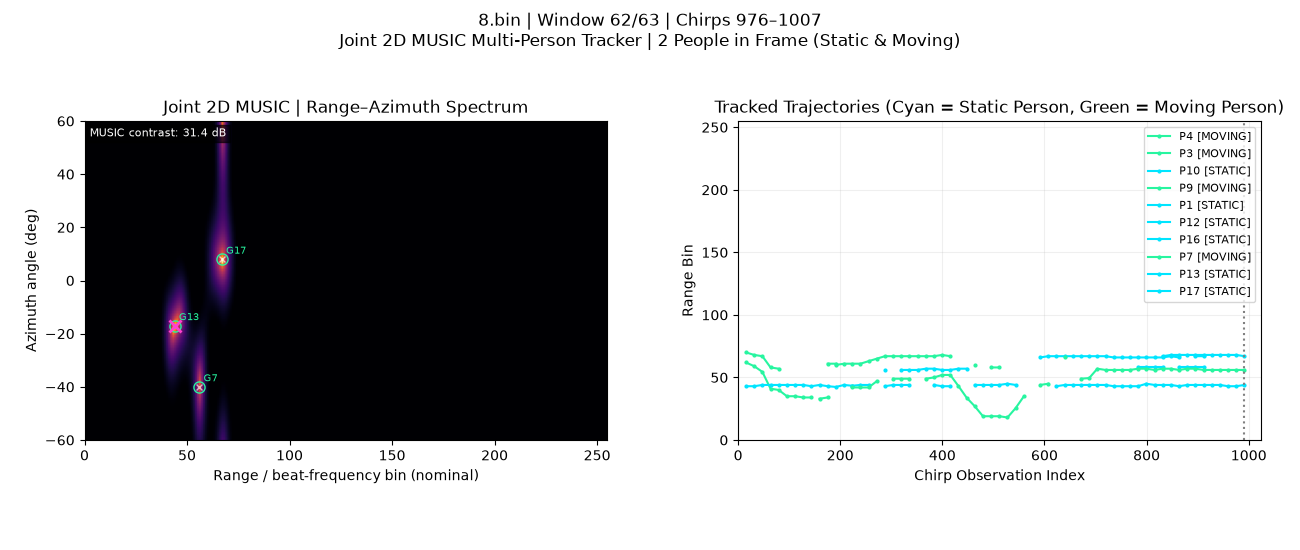 8.bin | Window 62/63 | Chirps 976–1007
Joint 2D MUSIC Multi-Person Tracker | 2 People in Frame (Static & Moving)
Joint 2D MUSIC | Range–Azimuth Spectrum
MUSIC contrast: 31.4 dB
G17
G13
G7
60
40
20
0
−20
−40
−60
Azimuth angle (deg)
0
50
100
150
200
250
Range / beat-frequency bin (nominal)
Tracked Trajectories (Cyan = Static Person, Green = Moving Person)
P4 [MOVING]
P3 [MOVING]
P10 [STATIC]
P9 [MOVING]
P1 [STATIC]
P12 [STATIC]
P16 [STATIC]
P7 [MOVING]
P13 [STATIC]
P17 [STATIC]
250
200
150
100
50
0
Range Bin
0
200
400
600
800
1000
Chirp Observation Index